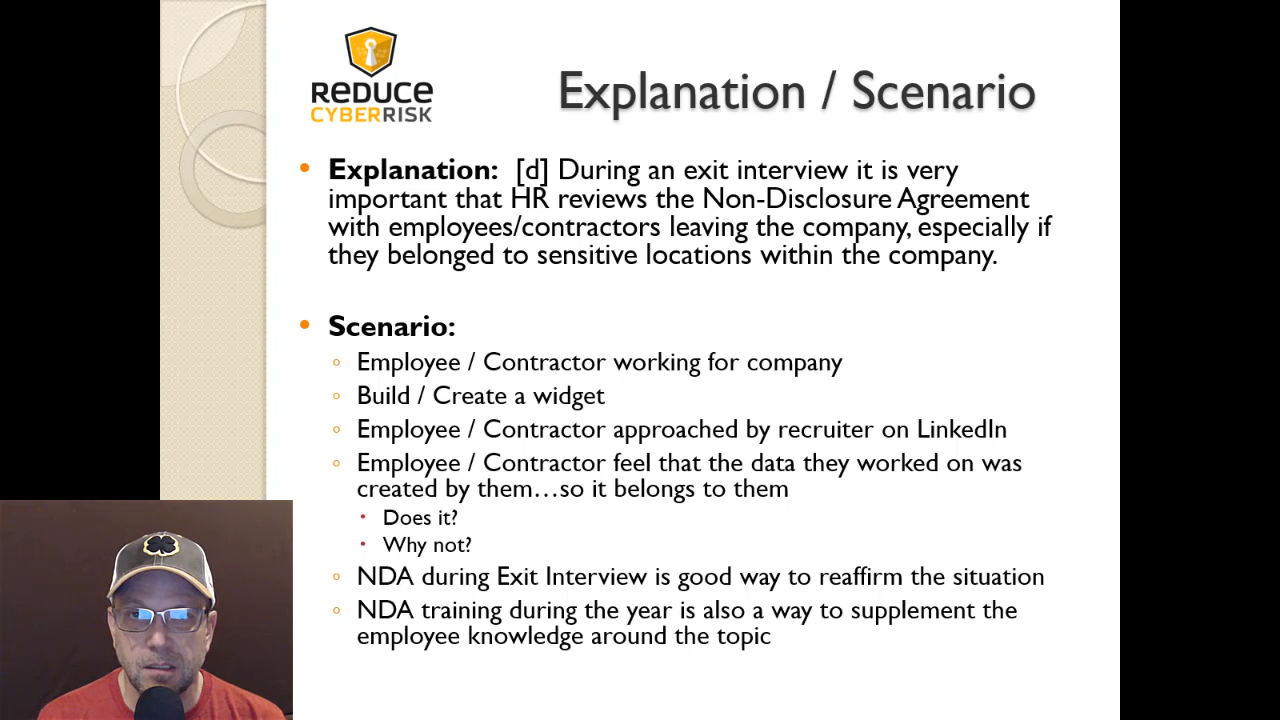 REDUCE
CYBERRISK
Explanation / Scenario
• Explanation: [d] During an exit interview it is very
important that HR reviews the Non-Disclosure Agreement
with employees/contractors leaving the company, especially if
they belonged to sensitive locations within the company.
• Scenario:
◦ Employee / Contractor working for company
◦ Build / Create a widget
◦ Employee / Contractor approached by recruiter on LinkedIn
◦ Employee / Contractor feel that the data they worked on was
created by them…so it belongs to them
• Does it?
• Why not?
◦ NDA during Exit Interview is good way to reaffirm the situation
◦ NDA training during the year is also a way to supplement the
employee knowledge around the topic